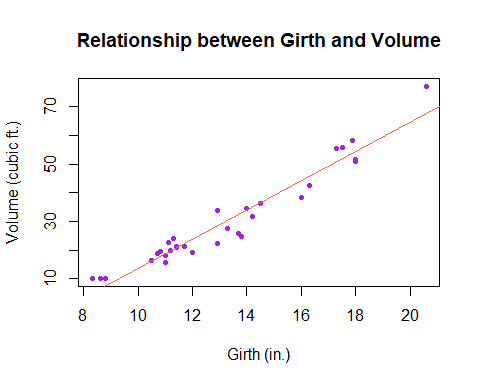 Relationship between Girth and Volume
Volume (cubic ft.)
70
50
30
10
8 10 12 14 16 18 20
Girth (in.)